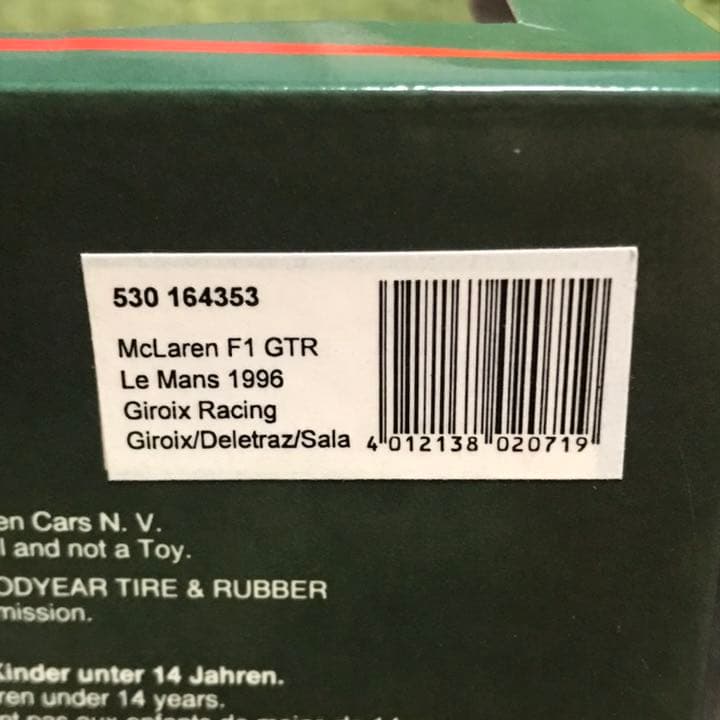 530 164353
McLaren F1 GTR
Le Mans 1996
Giroix Racing
Giroix/Deletraz/Sala
4 012138 020719
en Cars N. V.
l and not a Toy.
ODYEAR TIRE & RUBBER
mission.
Kinder unter 14 Jahren.
ren under 14 years.